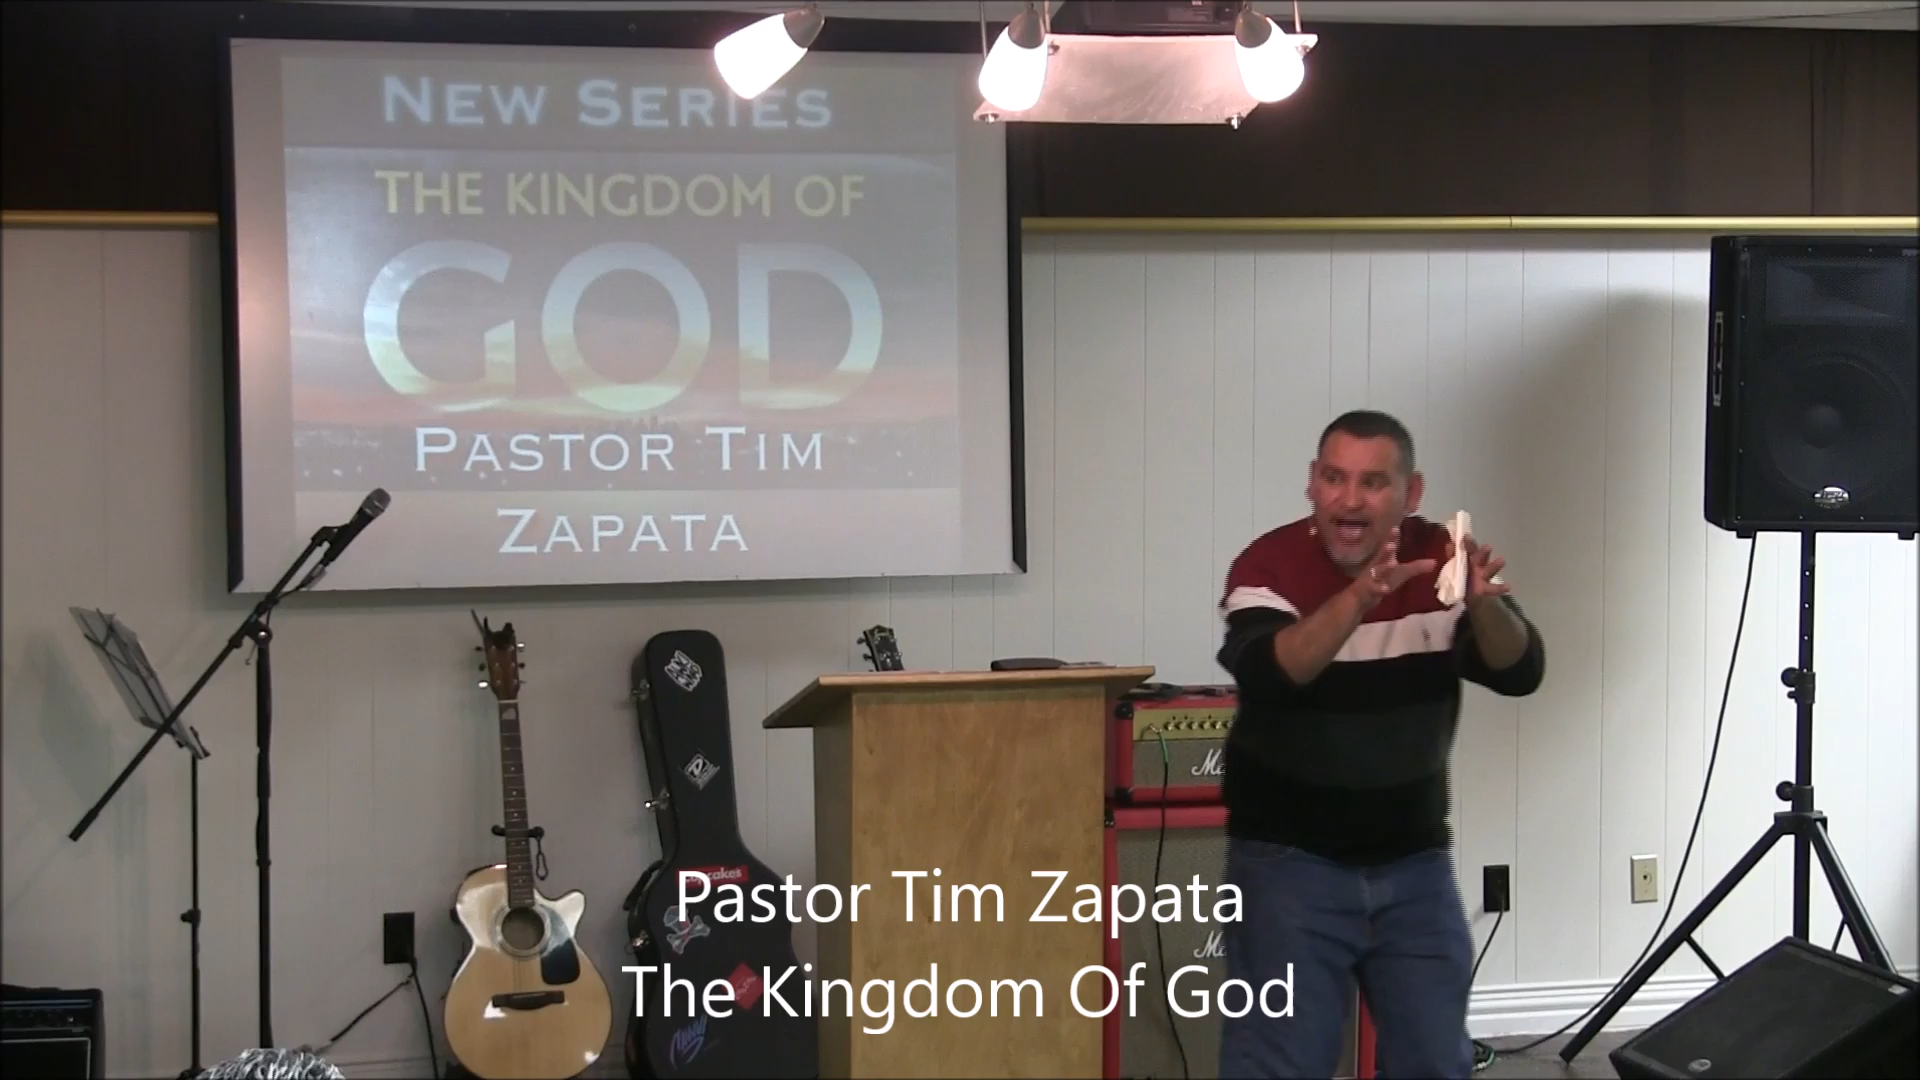 NEW SERIES
THE KINGDOM OF
GOD
PASTOR TIM
ZAPATA
Pastor Tim Zapata
The Kingdom Of God